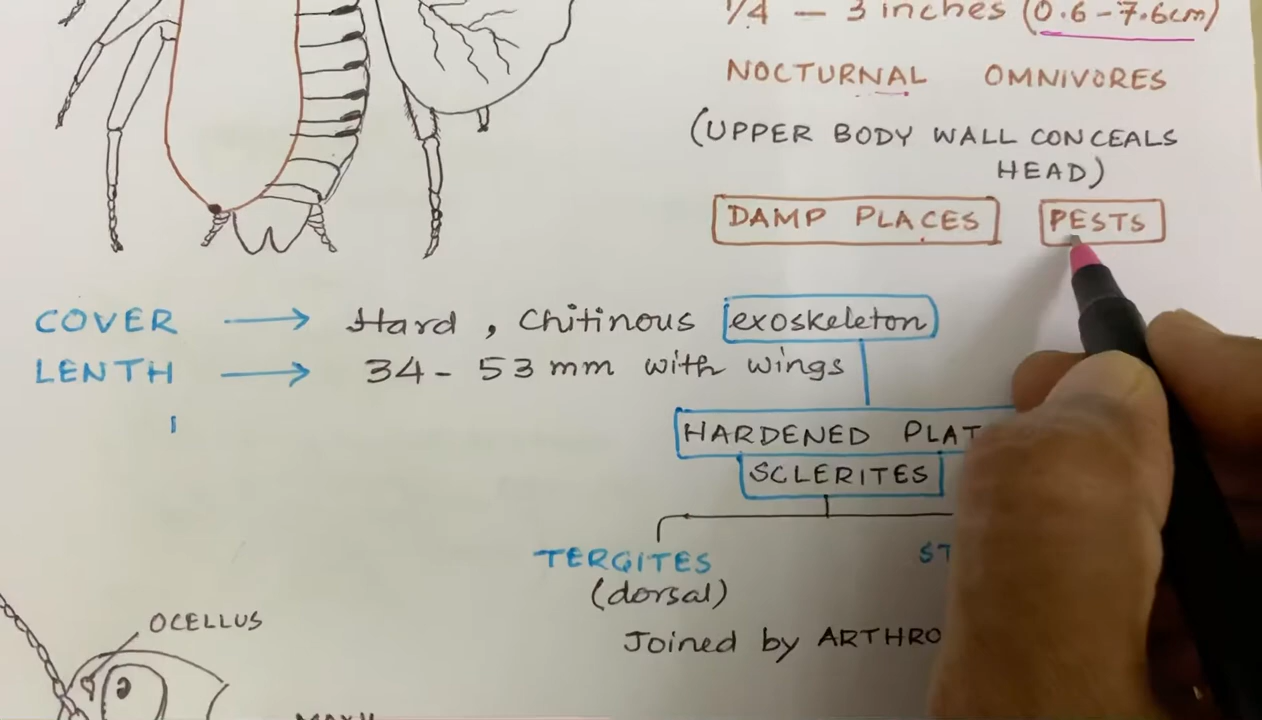 1/4 — 3 inches (0.6-7.6cm)
NOCTURNAL OMNIVORES
(UPPER BODY WALL CONCEALS
HEAD)
DAMP PLACES PESTS
COVER → Hard, Chitinous exoskeleton
LENTH → 34 - 53 mm with wings
HARDENED PLAT
SCLERITES
TERGITES ST
(dorsal)
Joined by ARTHRO
OCELLUS